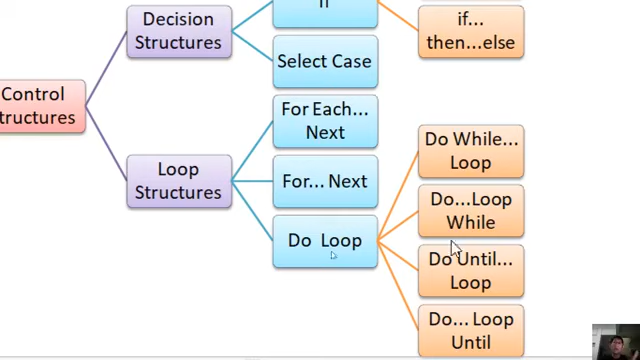 Decision
Structures
if...
then...else
Select Case
Control
Structures
For Each...
Next
Loop
Structures
For... Next
Do Loop
Do While...
Loop
Do...Loop
While
Do Until...
Loop
Do... Loop
Until